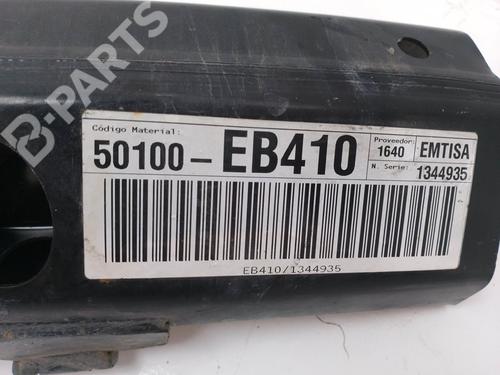 B-PARTS
Código Material:
50100-EB410
Proveedor:
1640
EMTISA
N. Serie:
1344935
EB410/1344935